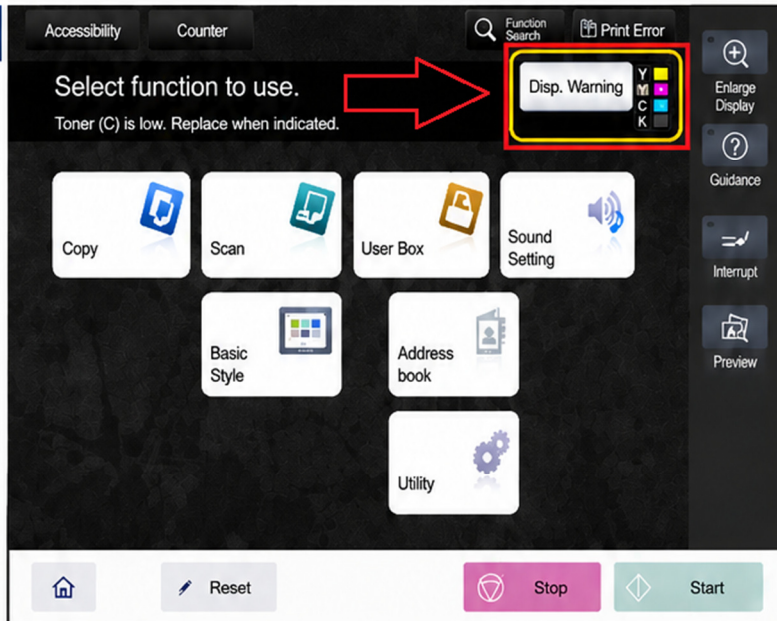 Accessibility
Counter
Function
Search
Print Error
Select function to use.
Toner (C) is low. Replace when indicated.
Disp. Warning
Y
M
C
K
Enlarge
Display
Guidance
Interrupt
Preview
Copy
Scan
User Box
Sound
Setting
Basic
Style
Address
book
Utility
Reset
Stop
Start